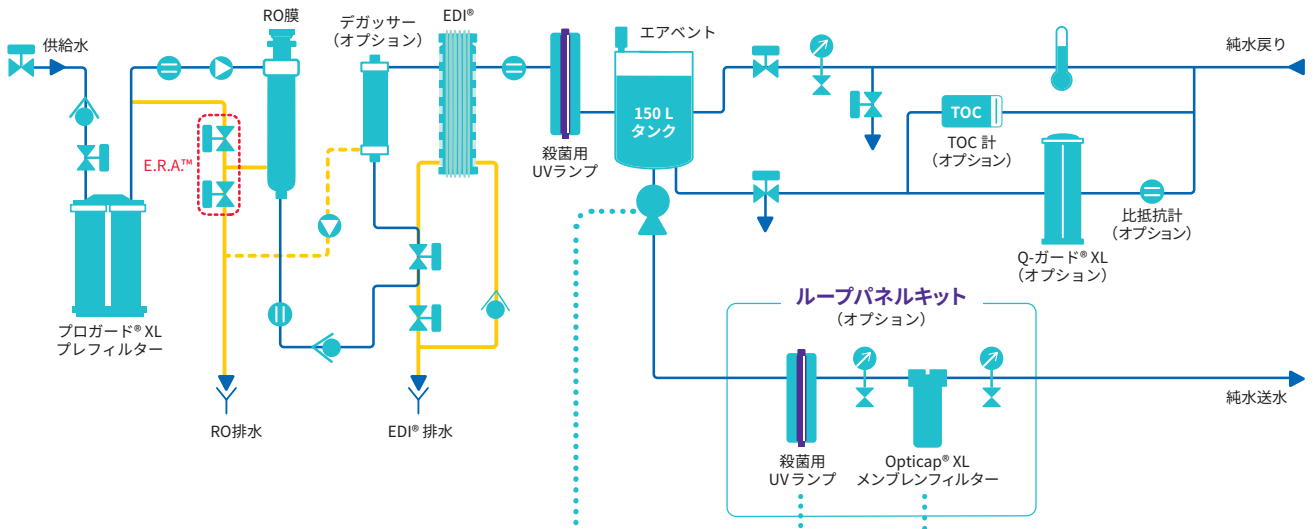 供給水
RO膜
デガッサー
(オプション)
EDI®
エアベント
純水戻り
E.R.A.™
150 L
タンク
殺菌用
UVランプ
TOC
TOC 計
(オプション)
比抵抗計
(オプション)
Q-ガード® XL
(オプション)
プロガード® XL
プレフィルター
ループパネルキット
(オプション)
RO排水
EDI® 排水
純水送水
殺菌用
UVランプ
Opticap® XL
メンブレンフィルター